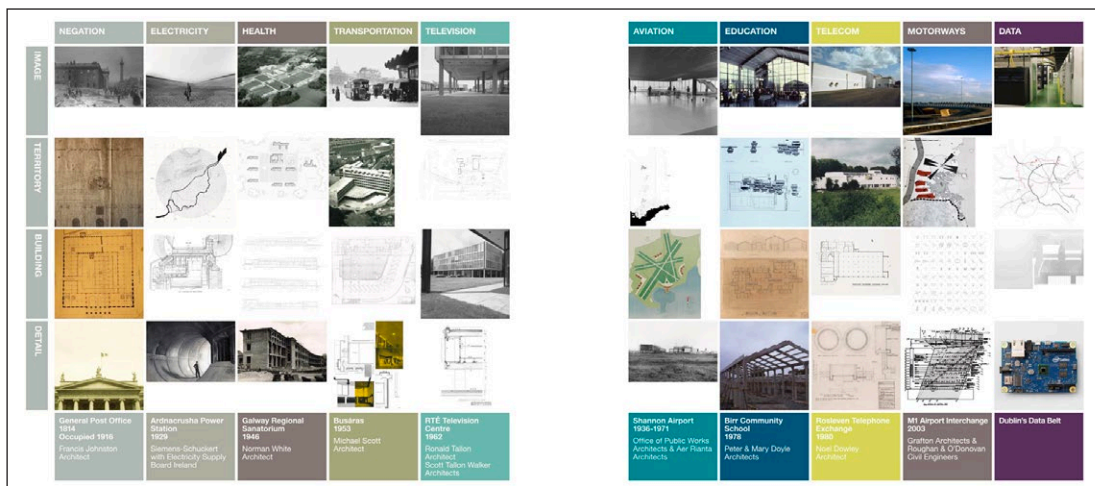 NEGATION
ELECTRICITY
HEALTH
TRANSPORTATION
TELEVISION
AVIATION
EDUCATION
TELECOM
MOTORWAYS
DATA
IMAGE
TERRITORY
BUILDING
DETAIL
General Post Office
1814
Occupied 1916
Francis Johnston
Architect
Ardnacrusha Power
Station
1929
Siemens-Schuckert
with Electricity Supply
Board Ireland
Galway Regional
Sanatorium
1946
Norman White
Architect
Busáras
1953
Michael Scott
Architect
RTÉ Television
Centre
1962
Ronald Tallon
Architect
Scott Tallon Walker
Architects
Shannon Airport
1936-1971
Office of Public Works
Architects & Aer Rianta
Architects
Birr Community
School
1978
Peter & Mary Doyle
Architects
Telephone
Exchange
1980
Noel Dowley
Architect
M1 Airport Interchange
2003
Grafton Architects &
Roughan & O'Donovan
Civil Engineers
Dublin's Data Belt